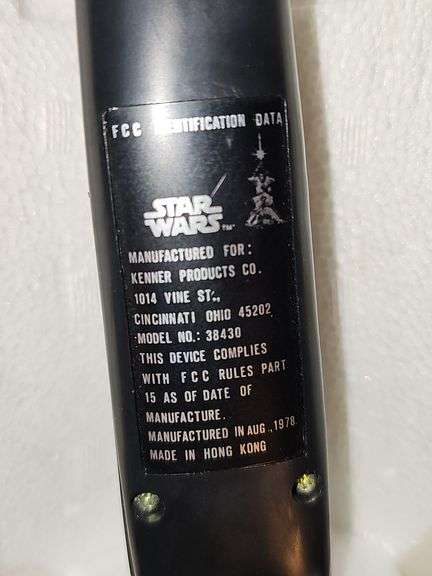 FCC IDENTIFICATION DATA
STAR
WARS™
MANUFACTURED FOR:
KENNER PRODUCTS CO.
1014 VINE ST.,
CINCINNATI OHIO 45202
MODEL NO.: 38430
THIS DEVICE COMPLIES
WITH FCC RULES PART
15 AS OF DATE OF
MANUFACTURE.
MANUFACTURED IN AUG., 1978
MADE IN HONG KONG